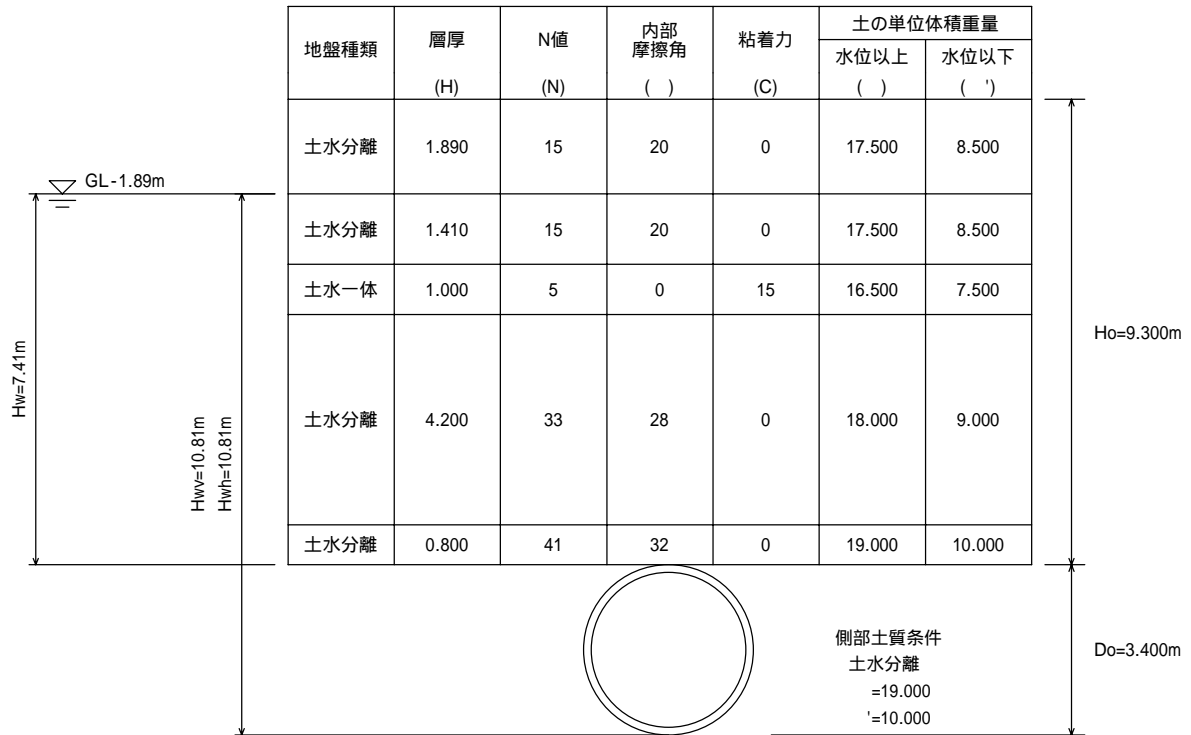 地盤種類 層厚 N値 内部 粘着力 土の単位体積重量
摩擦角 水位以上 水位以下
(H) (N) ( ) (C) ( ) ( ')
土水分離 1.890 15 20 0 17.500 8.500
GL-1.89m
土水分離 1.410 15 20 0 17.500 8.500
土水一体 1.000 5 0 15 16.500 7.500
Ho=9.300m
Hw=7.41m
土水分離 4.200 33 28 0 18.000 9.000
Hwv=10.81m
Hwh=10.81m
土水分離 0.800 41 32 0 19.000 10.000
側部土質条件
土水分離
=19.000
'=10.000
Do=3.400m